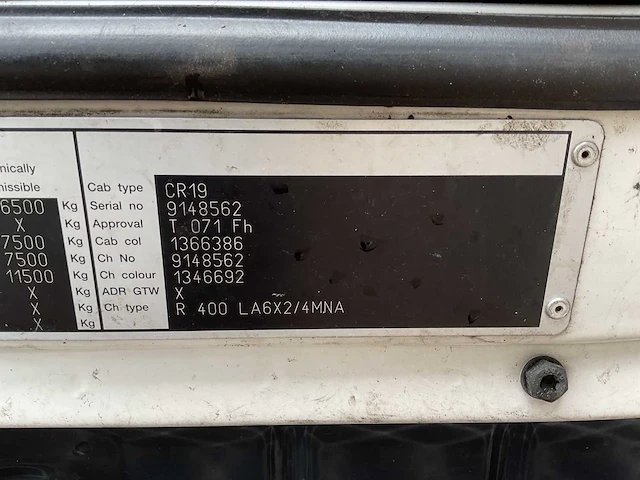 nically
missible
6500 Kg
X Kg
7500 Kg
7500 Kg
11500 Kg
X Kg
X Kg
X Kg
Cab type CR19
Serial no 9148562
Approval T 071 Fh
Cab col 1366386
Ch No 9148562
Ch colour 1346692
ADR GTW X
Ch type R 400 LA6X2/4MNA